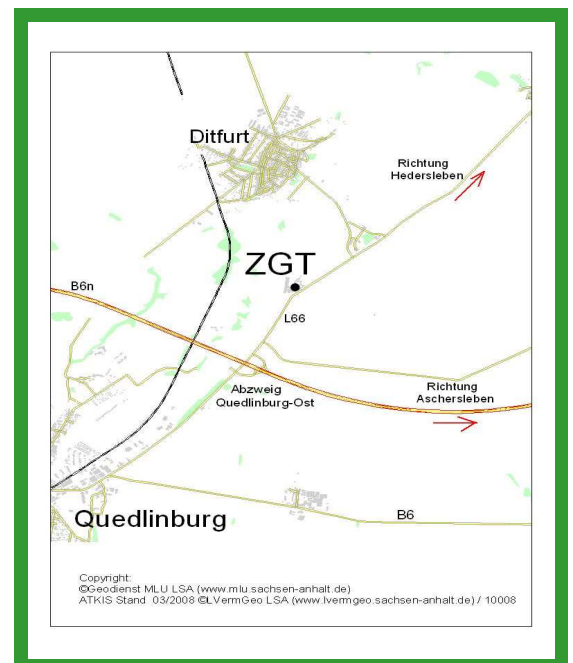 Ditfurt
Richtung
Hedersleben
ZGT
B6n
L66
Abzweig
Quedlinburg-Ost
Richtung
Aschersleben
Quedlinburg
B6
Copyright:
©Geodienst MLU LSA (www.mlu.sachsen-anhalt.de)
ATKIS Stand 03/2008 ©LVermGeo LSA (www.lvermgeo.sachsen-anhalt.de) / 10008